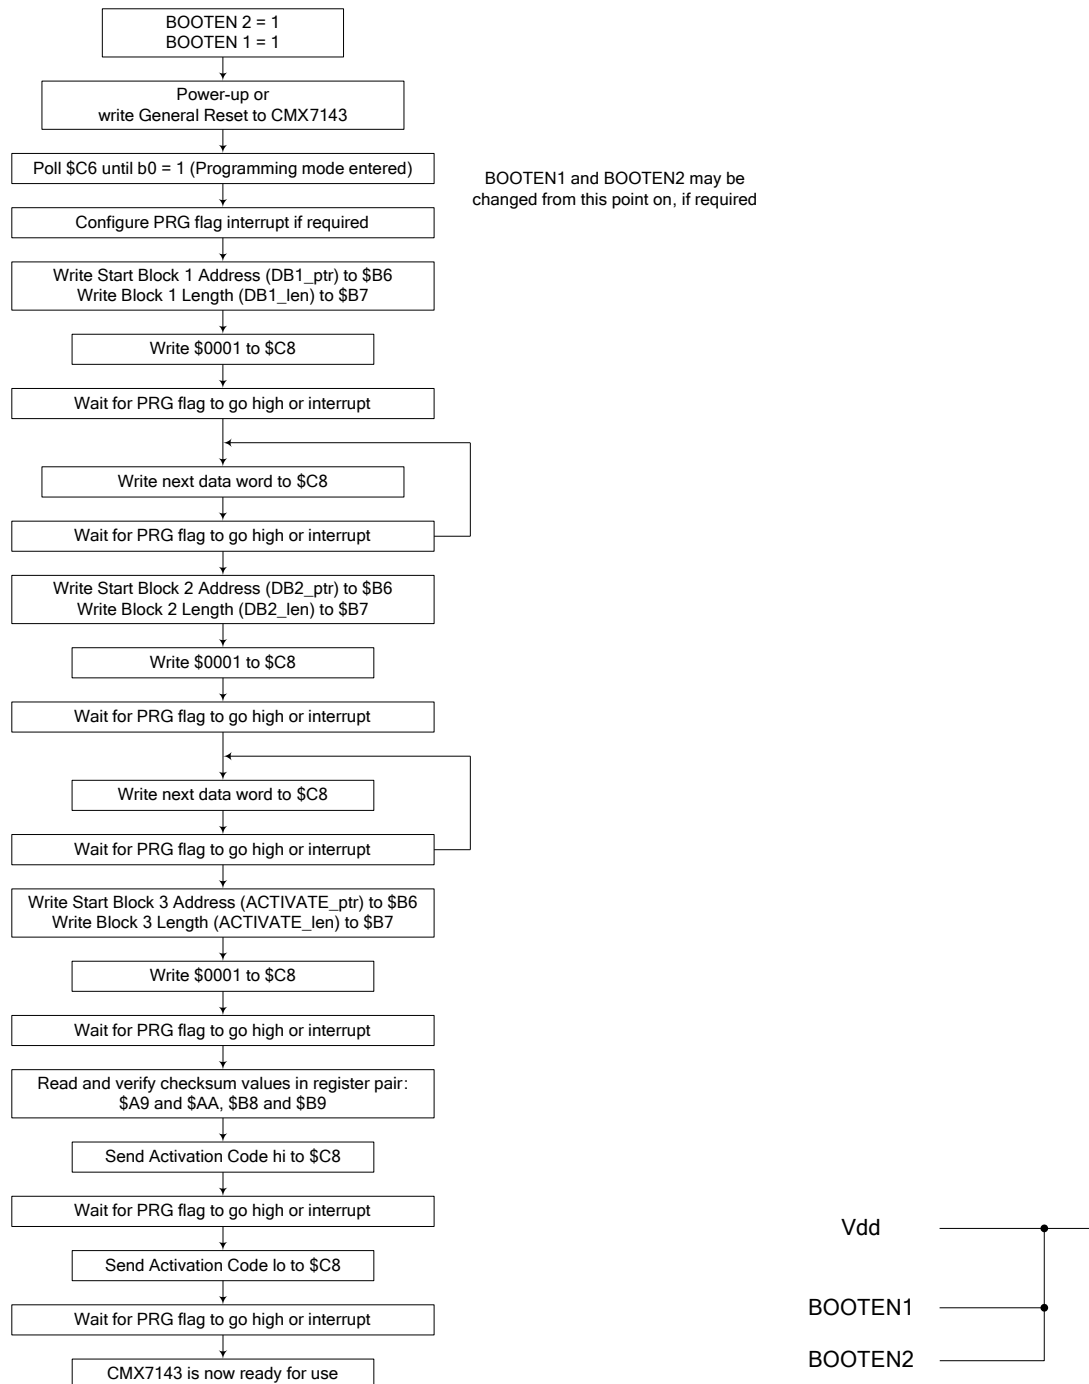 BOOTEN 2 = 1
BOOTEN 1 = 1
Power-up or
write General Reset to CMX7143
Poll $C6 until b0 = 1 (Programming mode entered)
BOOTEN1 and BOOTEN2 may be
changed from this point on, if required
Configure PRG flag interrupt if required
Write Start Block 1 Address (DB1_ptr) to $B6
Write Block 1 Length (DB1_len) to $B7
Write $0001 to $C8
Wait for PRG flag to go high or interrupt
Write next data word to $C8
Wait for PRG flag to go high or interrupt
Write Start Block 2 Address (DB2_ptr) to $B6
Write Block 2 Length (DB2_len) to $B7
Write $0001 to $C8
Wait for PRG flag to go high or interrupt
Write next data word to $C8
Wait for PRG flag to go high or interrupt
Write Start Block 3 Address (ACTIVATE_ptr) to $B6
Write Block 3 Length (ACTIVATE_len) to $B7
Write $0001 to $C8
Wait for PRG flag to go high or interrupt
Read and verify checksum values in register pair:
$A9 and $AA, $B8 and $B9
Send Activation Code hi to $C8
Wait for PRG flag to go high or interrupt
Send Activation Code lo to $C8
Wait for PRG flag to go high or interrupt
CMX7143 is now ready for use
Vdd
BOOTEN1
BOOTEN2